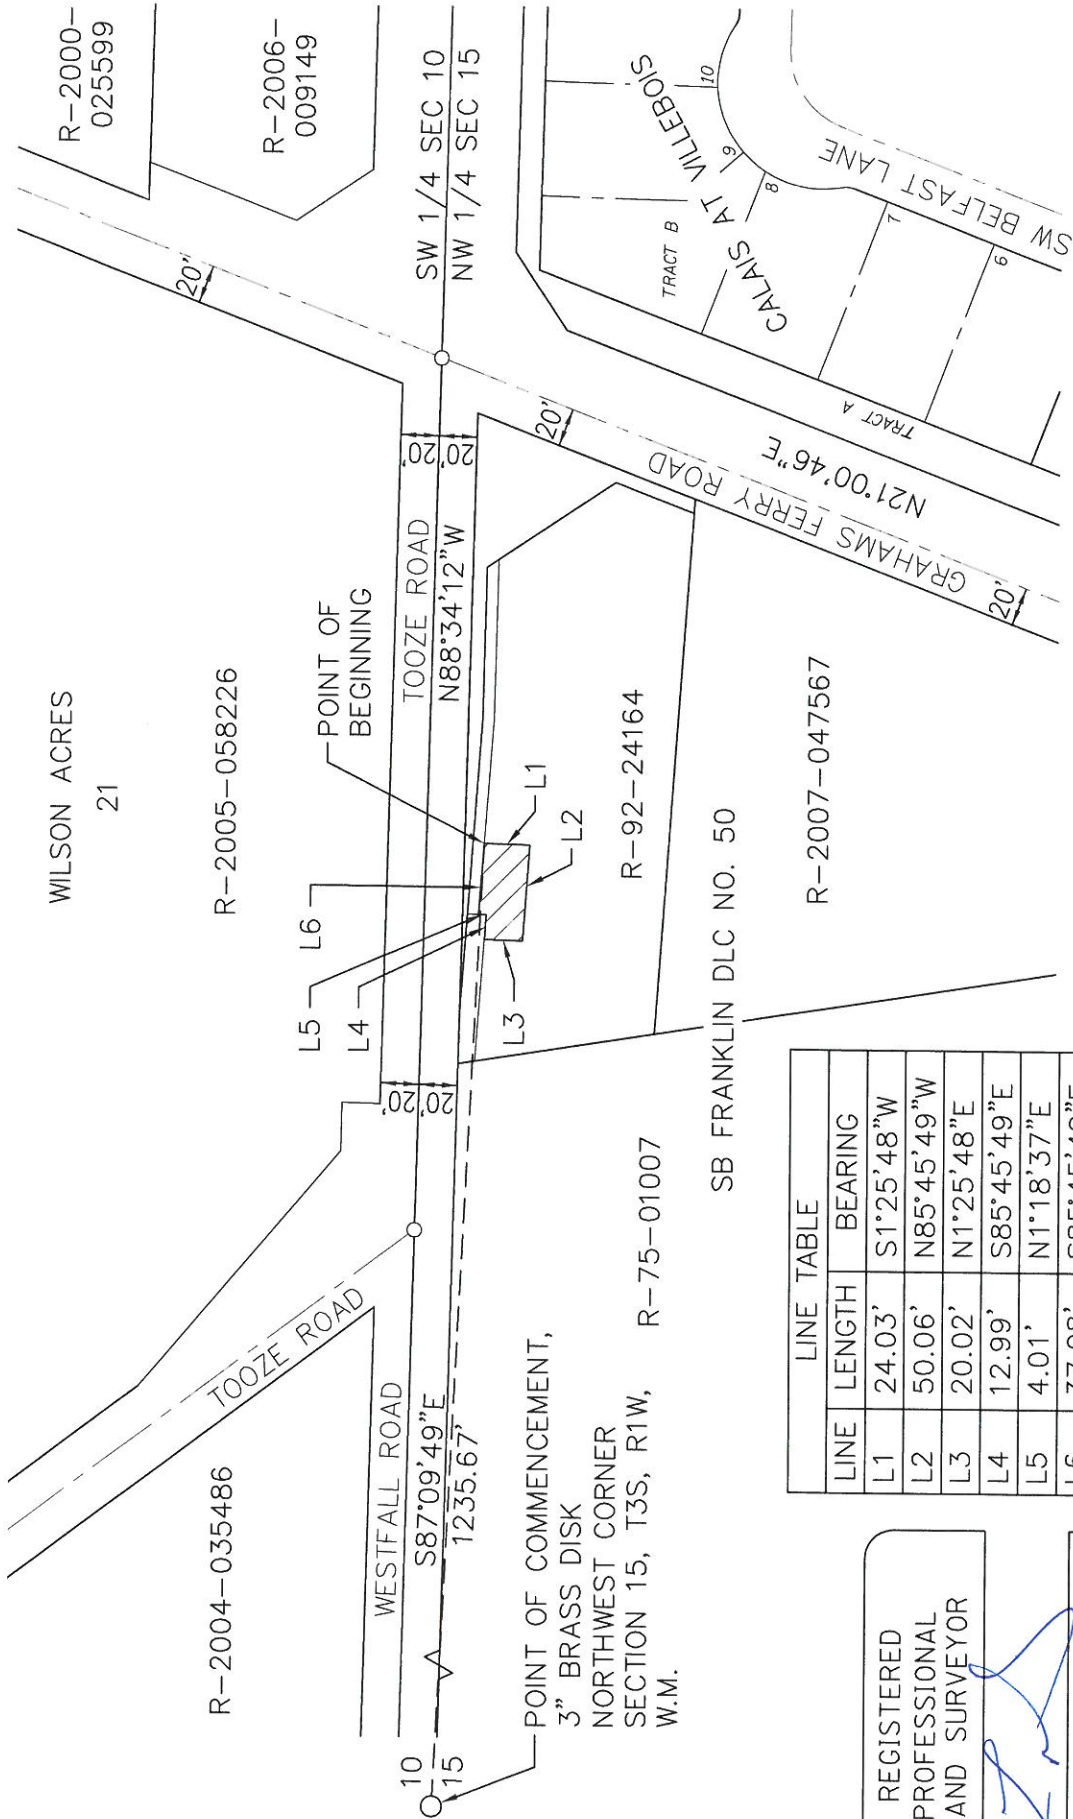 WILSON ACRES
21
R-2000-
025599
R-2006-
009149
R-2005-058226
R-2004-035486
SW 1/4 SEC 10
NW 1/4 SEC 15
20'
POINT OF
BEGINNING
TOOZE ROAD
N88°34'12"W
20'
20'
20'
20'
L6
L5
L4
L3
L1
L2
TOOZE ROAD
WESTFALL ROAD
S87°09'49"E
1235.67'
10
15
POINT OF COMMENCEMENT,
3" BRASS DISK
NORTHWEST CORNER
SECTION 15, T3S, R1W,
W.M.
R-75-01007
R-92-24164
SB FRANKLIN DLC NO. 50
R-2007-047567
GRAHAMS FERRY ROAD
N21°00'46"E
20'
20'
TRACT A
TRACT B
CALAIS AT VILLEBOIS
SW BELFAST LANE
6
7
8
9
10
LINE TABLE
LINE LENGTH BEARING
L1 24.03' S1°25'48"W
L2 50.06' N85°45'49"W
L3 20.02' N1°25'48"E
L4 12.99' S85°45'49"E
L5 4.01' N1°18'37"E
REGISTERED
PROFESSIONAL
AND SURVEYOR